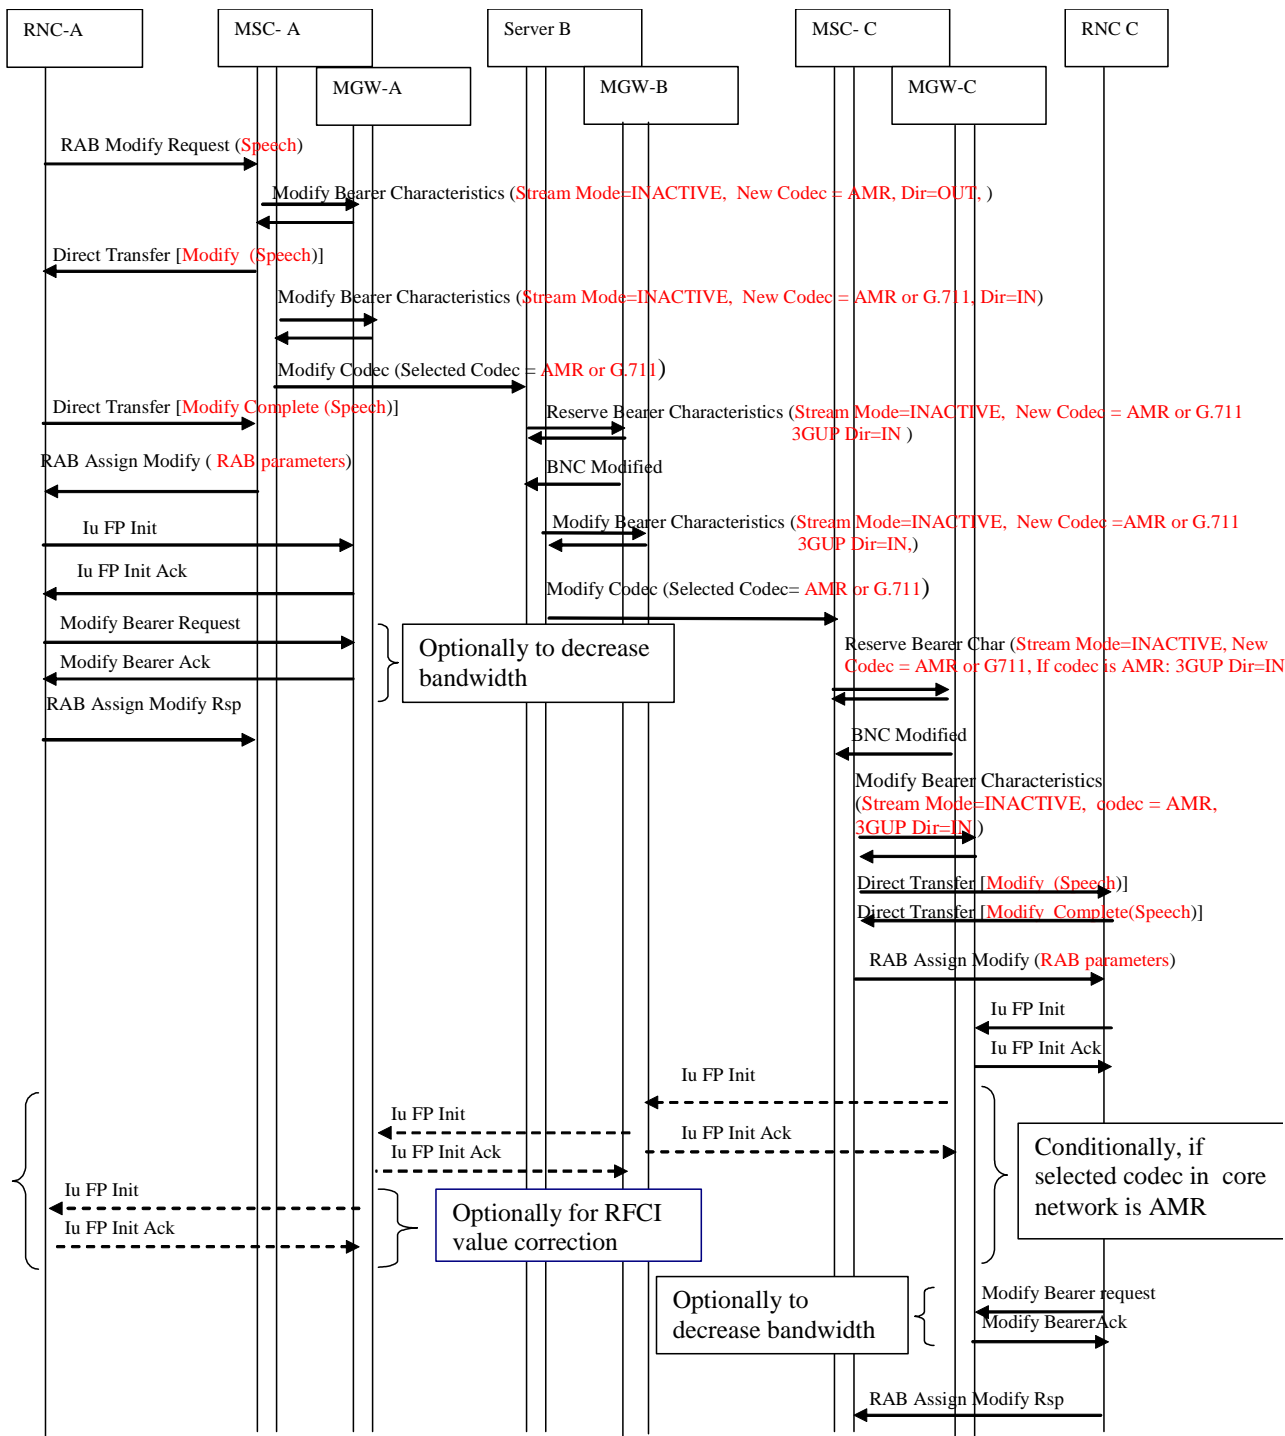 RNC-A
MSC- A
Server B
MSC- C
RNC C
MGW-A
MGW-B
MGW-C
RAB Modify Request (Speech)
Modify Bearer Characteristics (Stream Mode=INACTIVE, New Codec = AMR, Dir=OUT, )
Direct Transfer [Modify (Speech)]
Modify Bearer Characteristics (Stream Mode=INACTIVE, New Codec = AMR or G.711, Dir=IN)
Modify Codec (Selected Codec = AMR or G.711)
Direct Transfer [Modify Complete (Speech)]
Reserve Bearer Characteristics (Stream Mode=INACTIVE, New Codec = AMR or G.711
3GUP Dir=IN )
RAB Assign Modify ( RAB parameters)
BNC Modified
Iu FP Init
Modify Bearer Characteristics (Stream Mode=INACTIVE, New Codec =AMR or G.711
3GUP Dir=IN,)
Iu FP Init Ack
Modify Codec (Selected Codec= AMR or G.711)
Modify Bearer Request
Optionally to decrease
bandwidth
Reserve Bearer Char (Stream Mode=INACTIVE, New
Codec = AMR or G711, If codec is AMR: 3GUP Dir=IN
Modify Bearer Ack
RAB Assign Modify Rsp
BNC Modified
Modify Bearer Characteristics
(Stream Mode=INACTIVE, codec = AMR,
3GUP Dir=IN )
Direct Transfer [Modify (Speech)]
Direct Transfer [Modify Complete(Speech)]
RAB Assign Modify (RAB parameters)
Iu FP Init
Iu FP Init Ack
Iu FP Init
Iu FP Init
Iu FP Init Ack
Iu FP Init Ack
Conditionally, if
selected codec in core
network is AMR
Iu FP Init
Iu FP Init Ack
Optionally for RFCI
value correction
Optionally to
decrease bandwidth
Modify Bearer request
Modify BearerAck
RAB Assign Modify Rsp